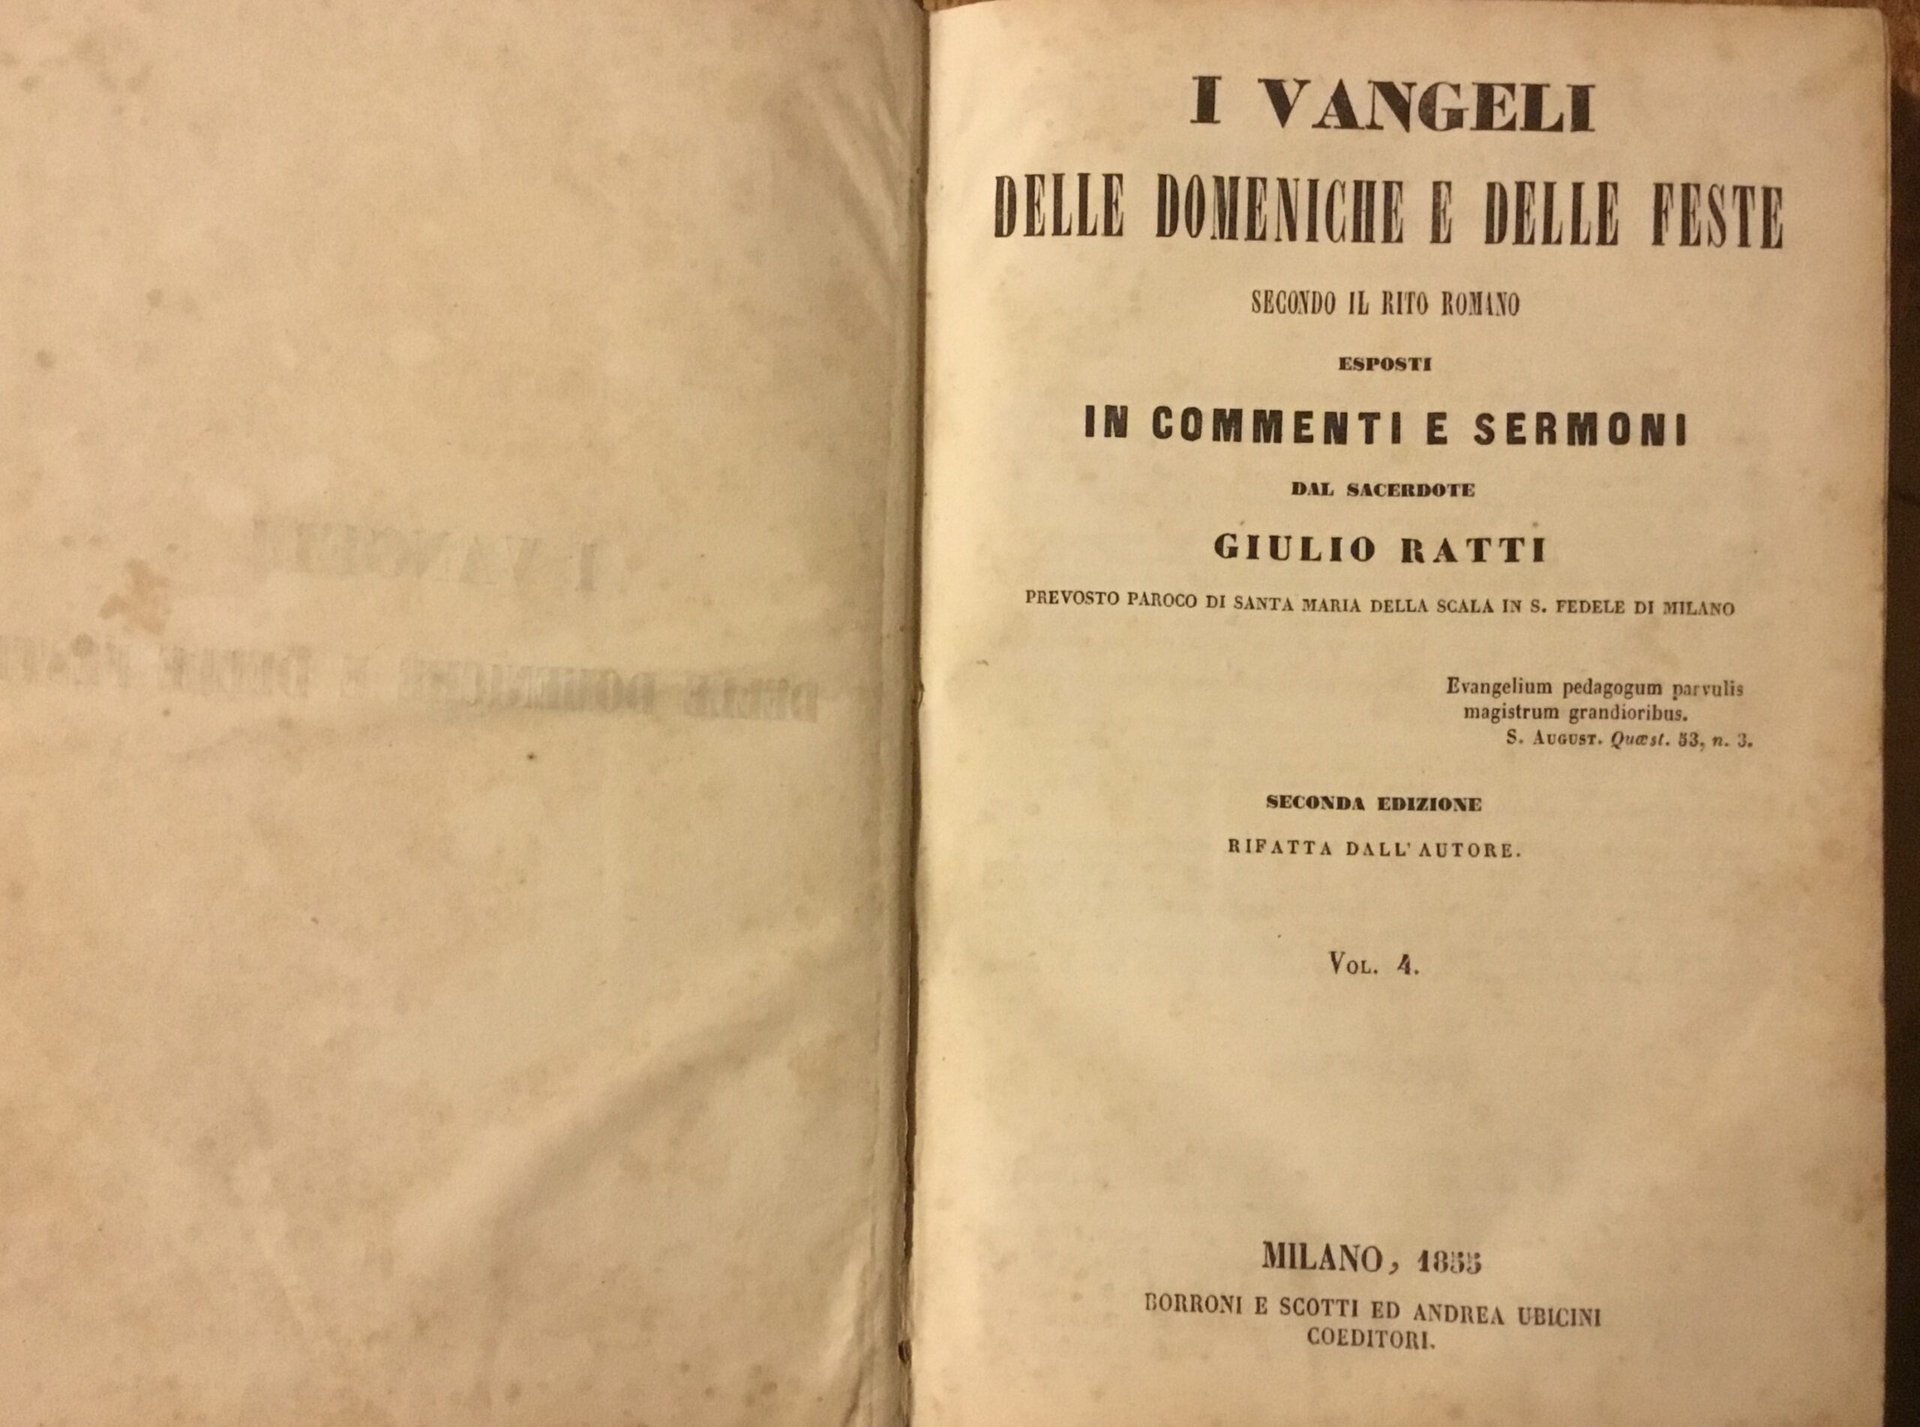 I VANGELI
DELLE DOMENICHE E DELLE FESTE
SECONDO IL RITO ROMANO
ESPOSTI
IN COMMENTI E SERMONI
DAL SACERDOTE
GIULIO RATTI
PREVOSTO PAROCO DI SANTA MARIA DELLA SCALA IN S. FEDELE DI MILANO
Evangelium pedagogum parvulis
magistrum grandioribus.
S. AUGUST. Quæst. 53, n. 3.
SECONDA EDIZIONE
RIFATTA DALL' AUTORE.
VOL. 4.
MILANO, 1855
BORRONI E SCOTTI ED ANDREA UBICINI
COEDITORI.